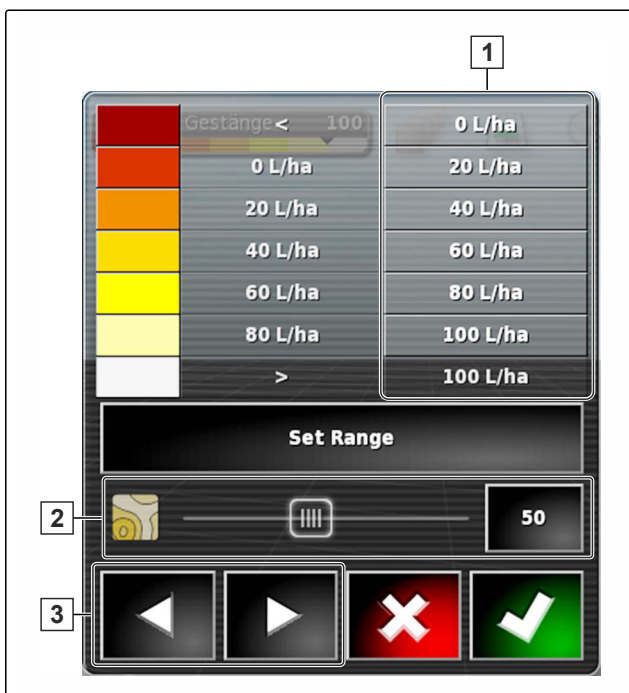 1
Gestänge < 100 0 L/ha
0 L/ha 20 L/ha
20 L/ha 40 L/ha
40 L/ha 60 L/ha
60 L/ha 80 L/ha
80 L/ha 100 L/ha
> 100 L/ha
Set Range
2 50
3